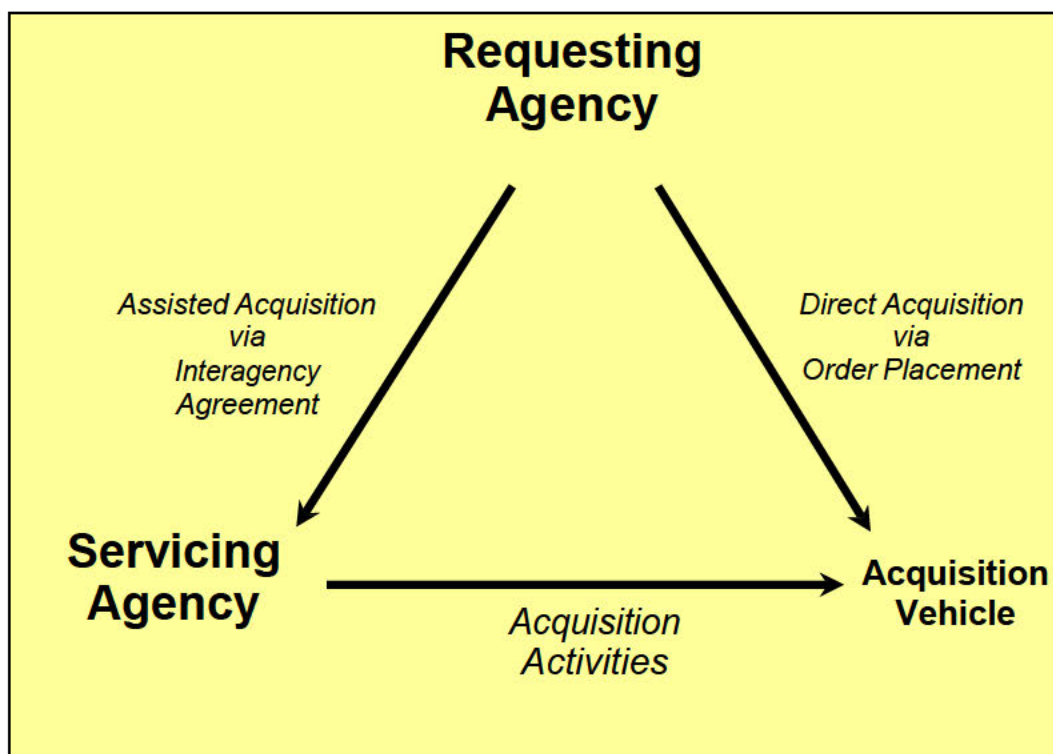 Requesting
Agency
Assisted Acquisition
via
Interagency
Agreement
Direct Acquisition
via
Order Placement
Servicing
Agency
Acquisition
Activities
Acquisition
Vehicle